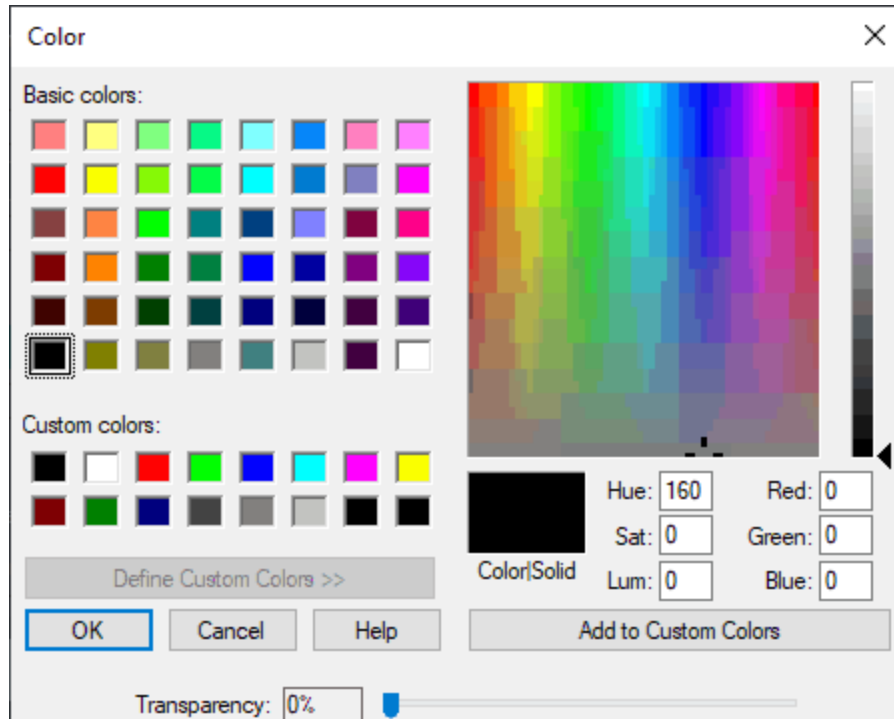 Color
Basic colors:
Custom colors:
Define Custom Colors >>
OK Cancel Help
Color|Solid
Hue: 160 Red: 0
Sat: 0 Green: 0
Lum: 0 Blue: 0
Add to Custom Colors
Transparency: 0%